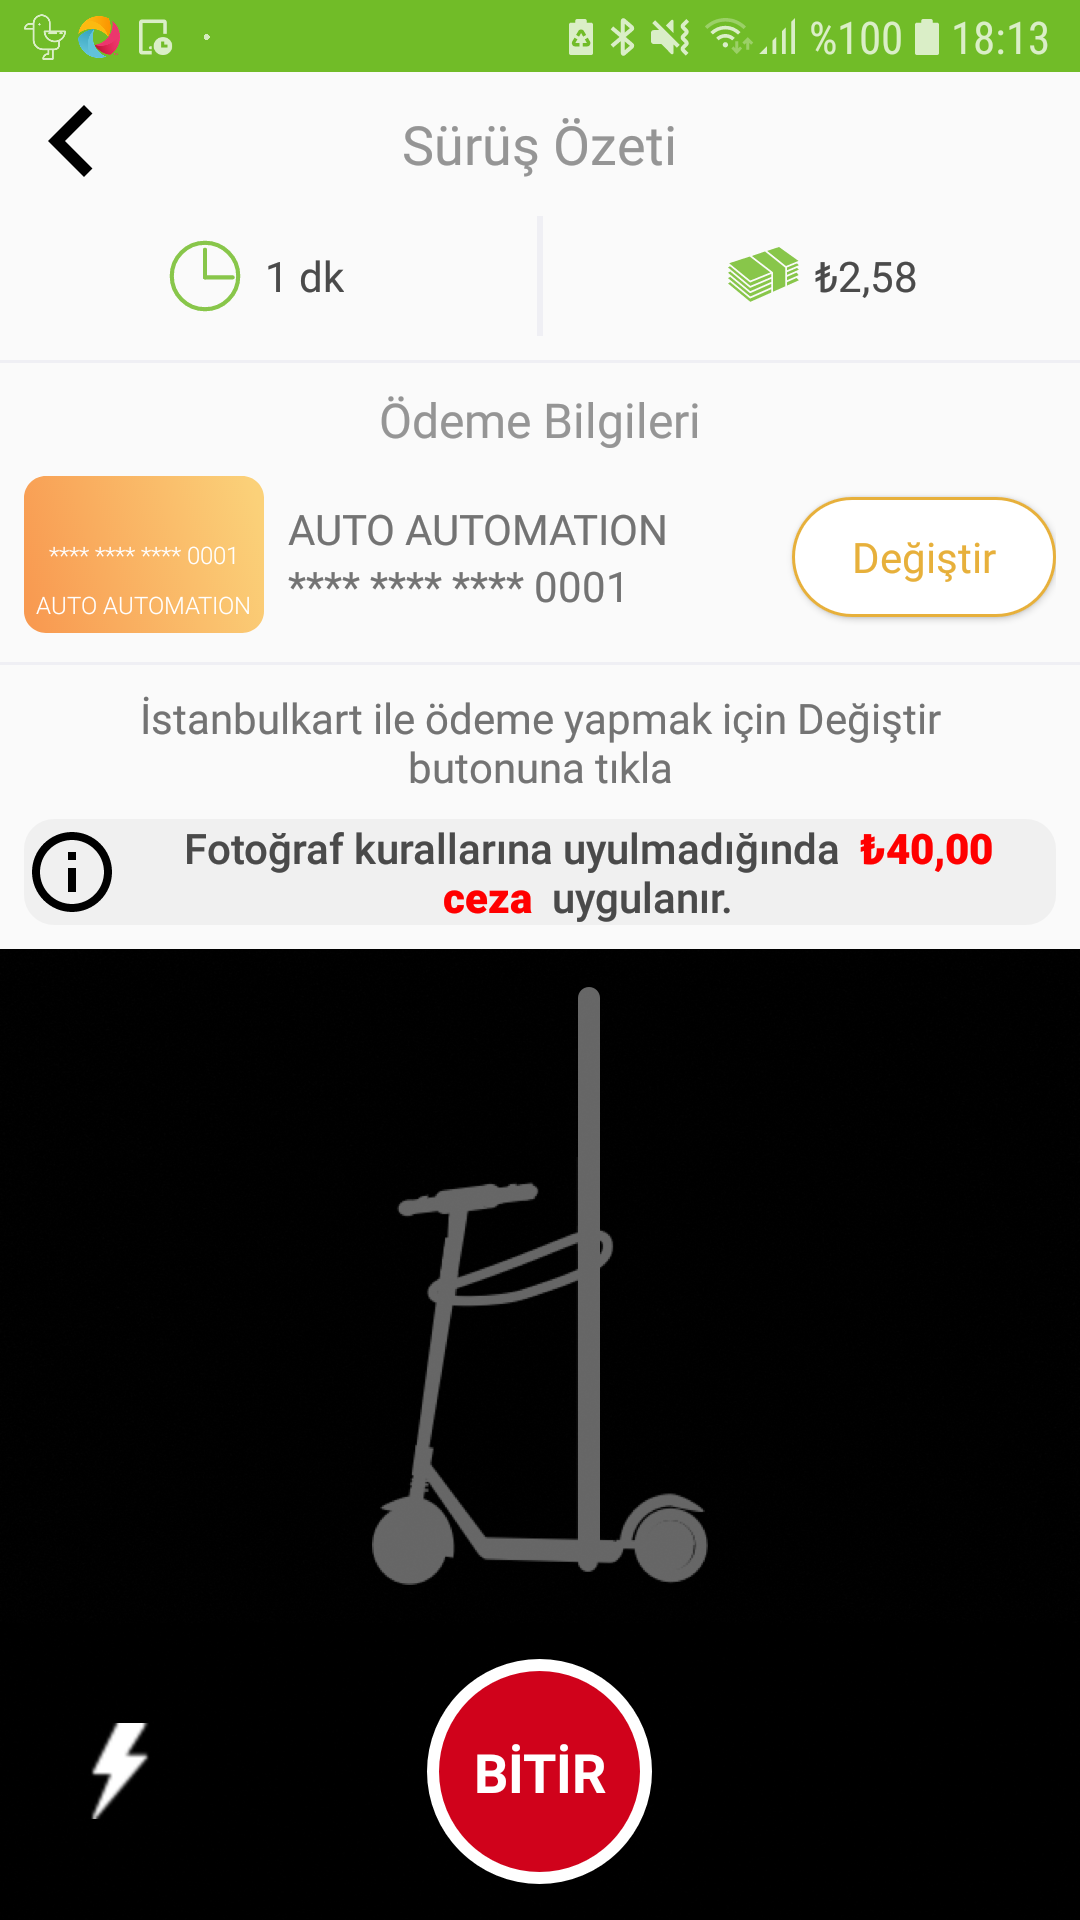 %100 18:13
Sürüş Özeti
1 dk
₺2,58
Ödeme Bilgileri
**** **** **** 0001
AUTO AUTOMATION
AUTO AUTOMATION
**** **** **** 0001
Değiştir
İstanbulkart ile ödeme yapmak için Değiştir
butonuna tıkla
Fotoğraf kurallarına uyulmadığında ₺40,00
ceza uygulanır.
BİTİR